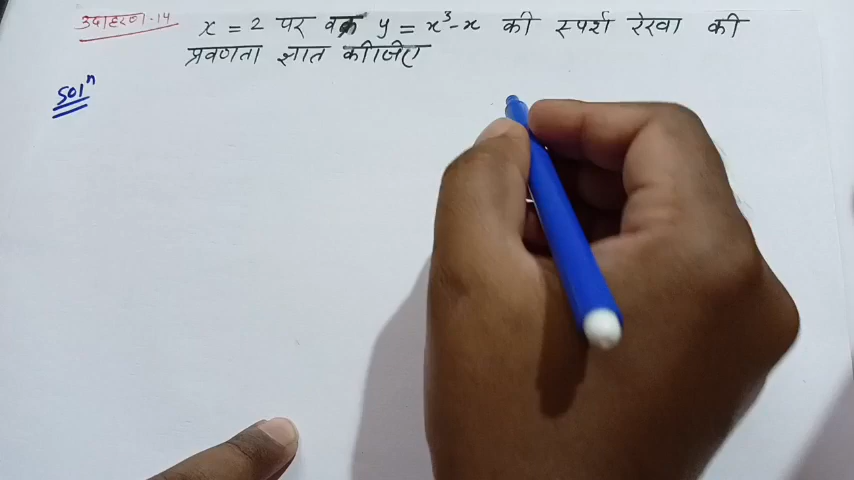 उदाहरण-14 x = 2 पर वक्र y = x³-x की स्पर्श रेखा की
प्रवणता ज्ञात कीजिए
Solⁿ